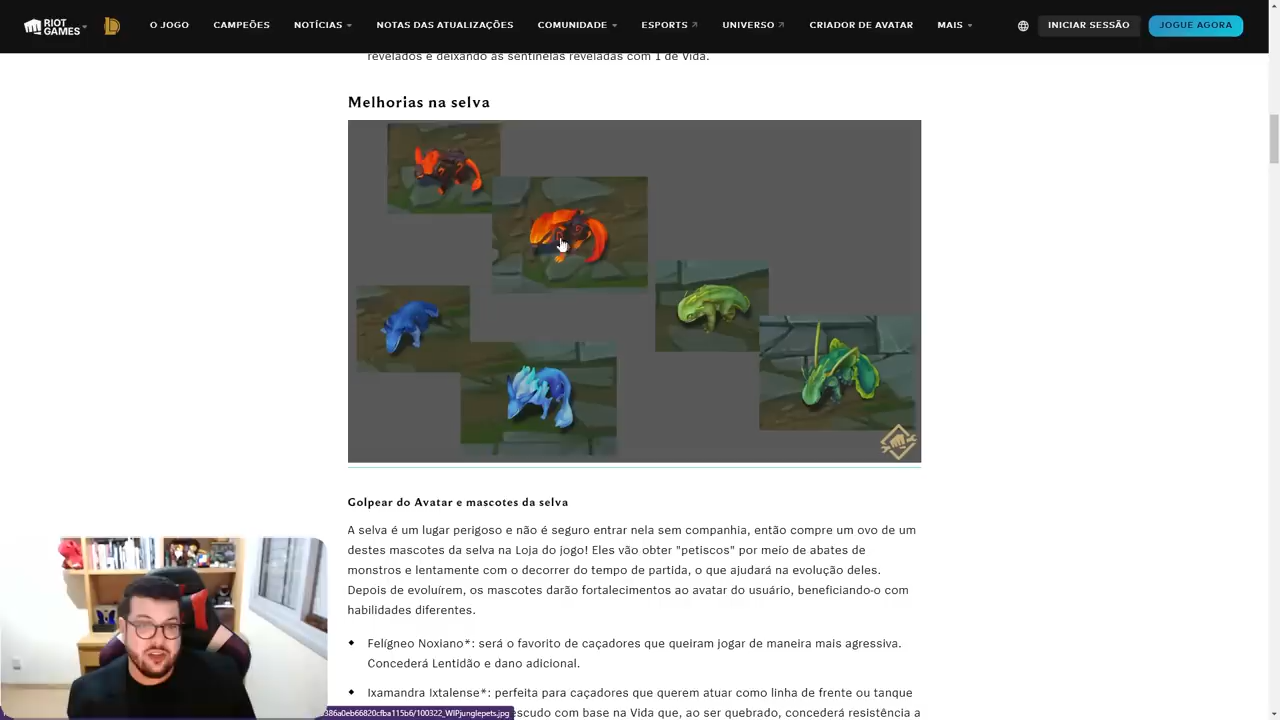 RIOT GAMES
O JOGO
CAMPEÕES
NOTÍCIAS
NOTAS DAS ATUALIZAÇÕES
COMUNIDADE
ESPORTS
UNIVERSO
CRIADOR DE AVATAR
MAIS
INICIAR SESSÃO
JOGUE AGORA
revelados e deixando as sentinelas reveladas com 1 de Vida.
Melhorias na selva
Golpear do Avatar e mascotes da selva
A selva é um lugar perigoso e não é seguro entrar nela sem companhia, então compre um ovo de um
destes mascotes da selva na Loja do jogo! Eles vão obter "petiscos" por meio de abates de
monstros e lentamente com o decorrer do tempo de partida, o que ajudará na evolução deles.
Depois de evoluírem, os mascotes darão fortalecimentos ao avatar do usuário, beneficiando-o com
habilidades diferentes.
Felígneo Noxiano*: será o favorito de caçadores que queiram jogar de maneira mais agressiva.
Concederá Lentidão e dano adicional.
Ixamandra Ixtalense*: perfeita para caçadores que querem atuar como linha de frente ou tanque
escudo com base na Vida que, ao ser quebrado, concederá resistência a
386a0eb66820cfba115b6/100322_WIPjunglepets.jpg